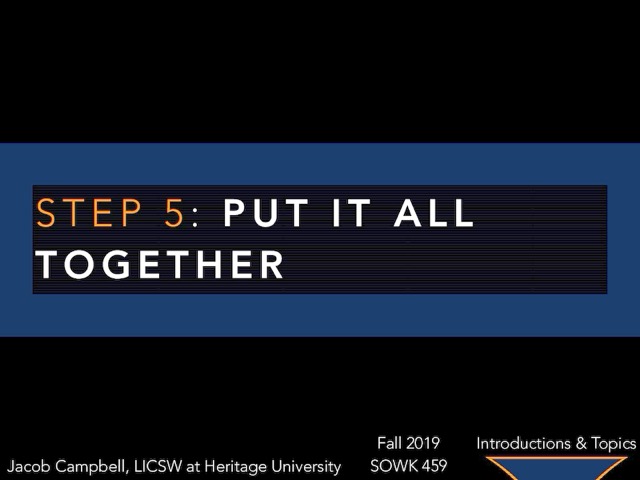 STEP 5: PUT IT ALL
TOGETHER
Fall 2019
Introductions & Topics
Jacob Campbell, LICSW at Heritage University
SOWK 459